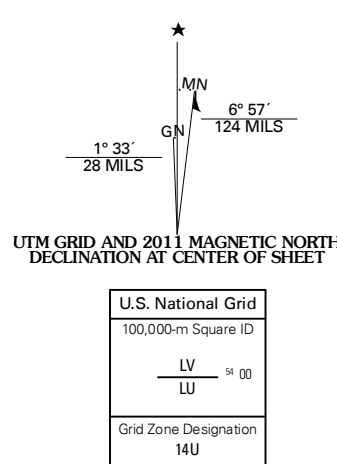 ★
MN
GN
6° 57´
124 MILS
1° 33´
28 MILS
UTM GRID AND 2011 MAGNETIC NORTH
DECLINATION AT CENTER OF SHEET
U.S. National Grid
100,000-m Square ID
LV
54 00
LU
Grid Zone Designation
14U